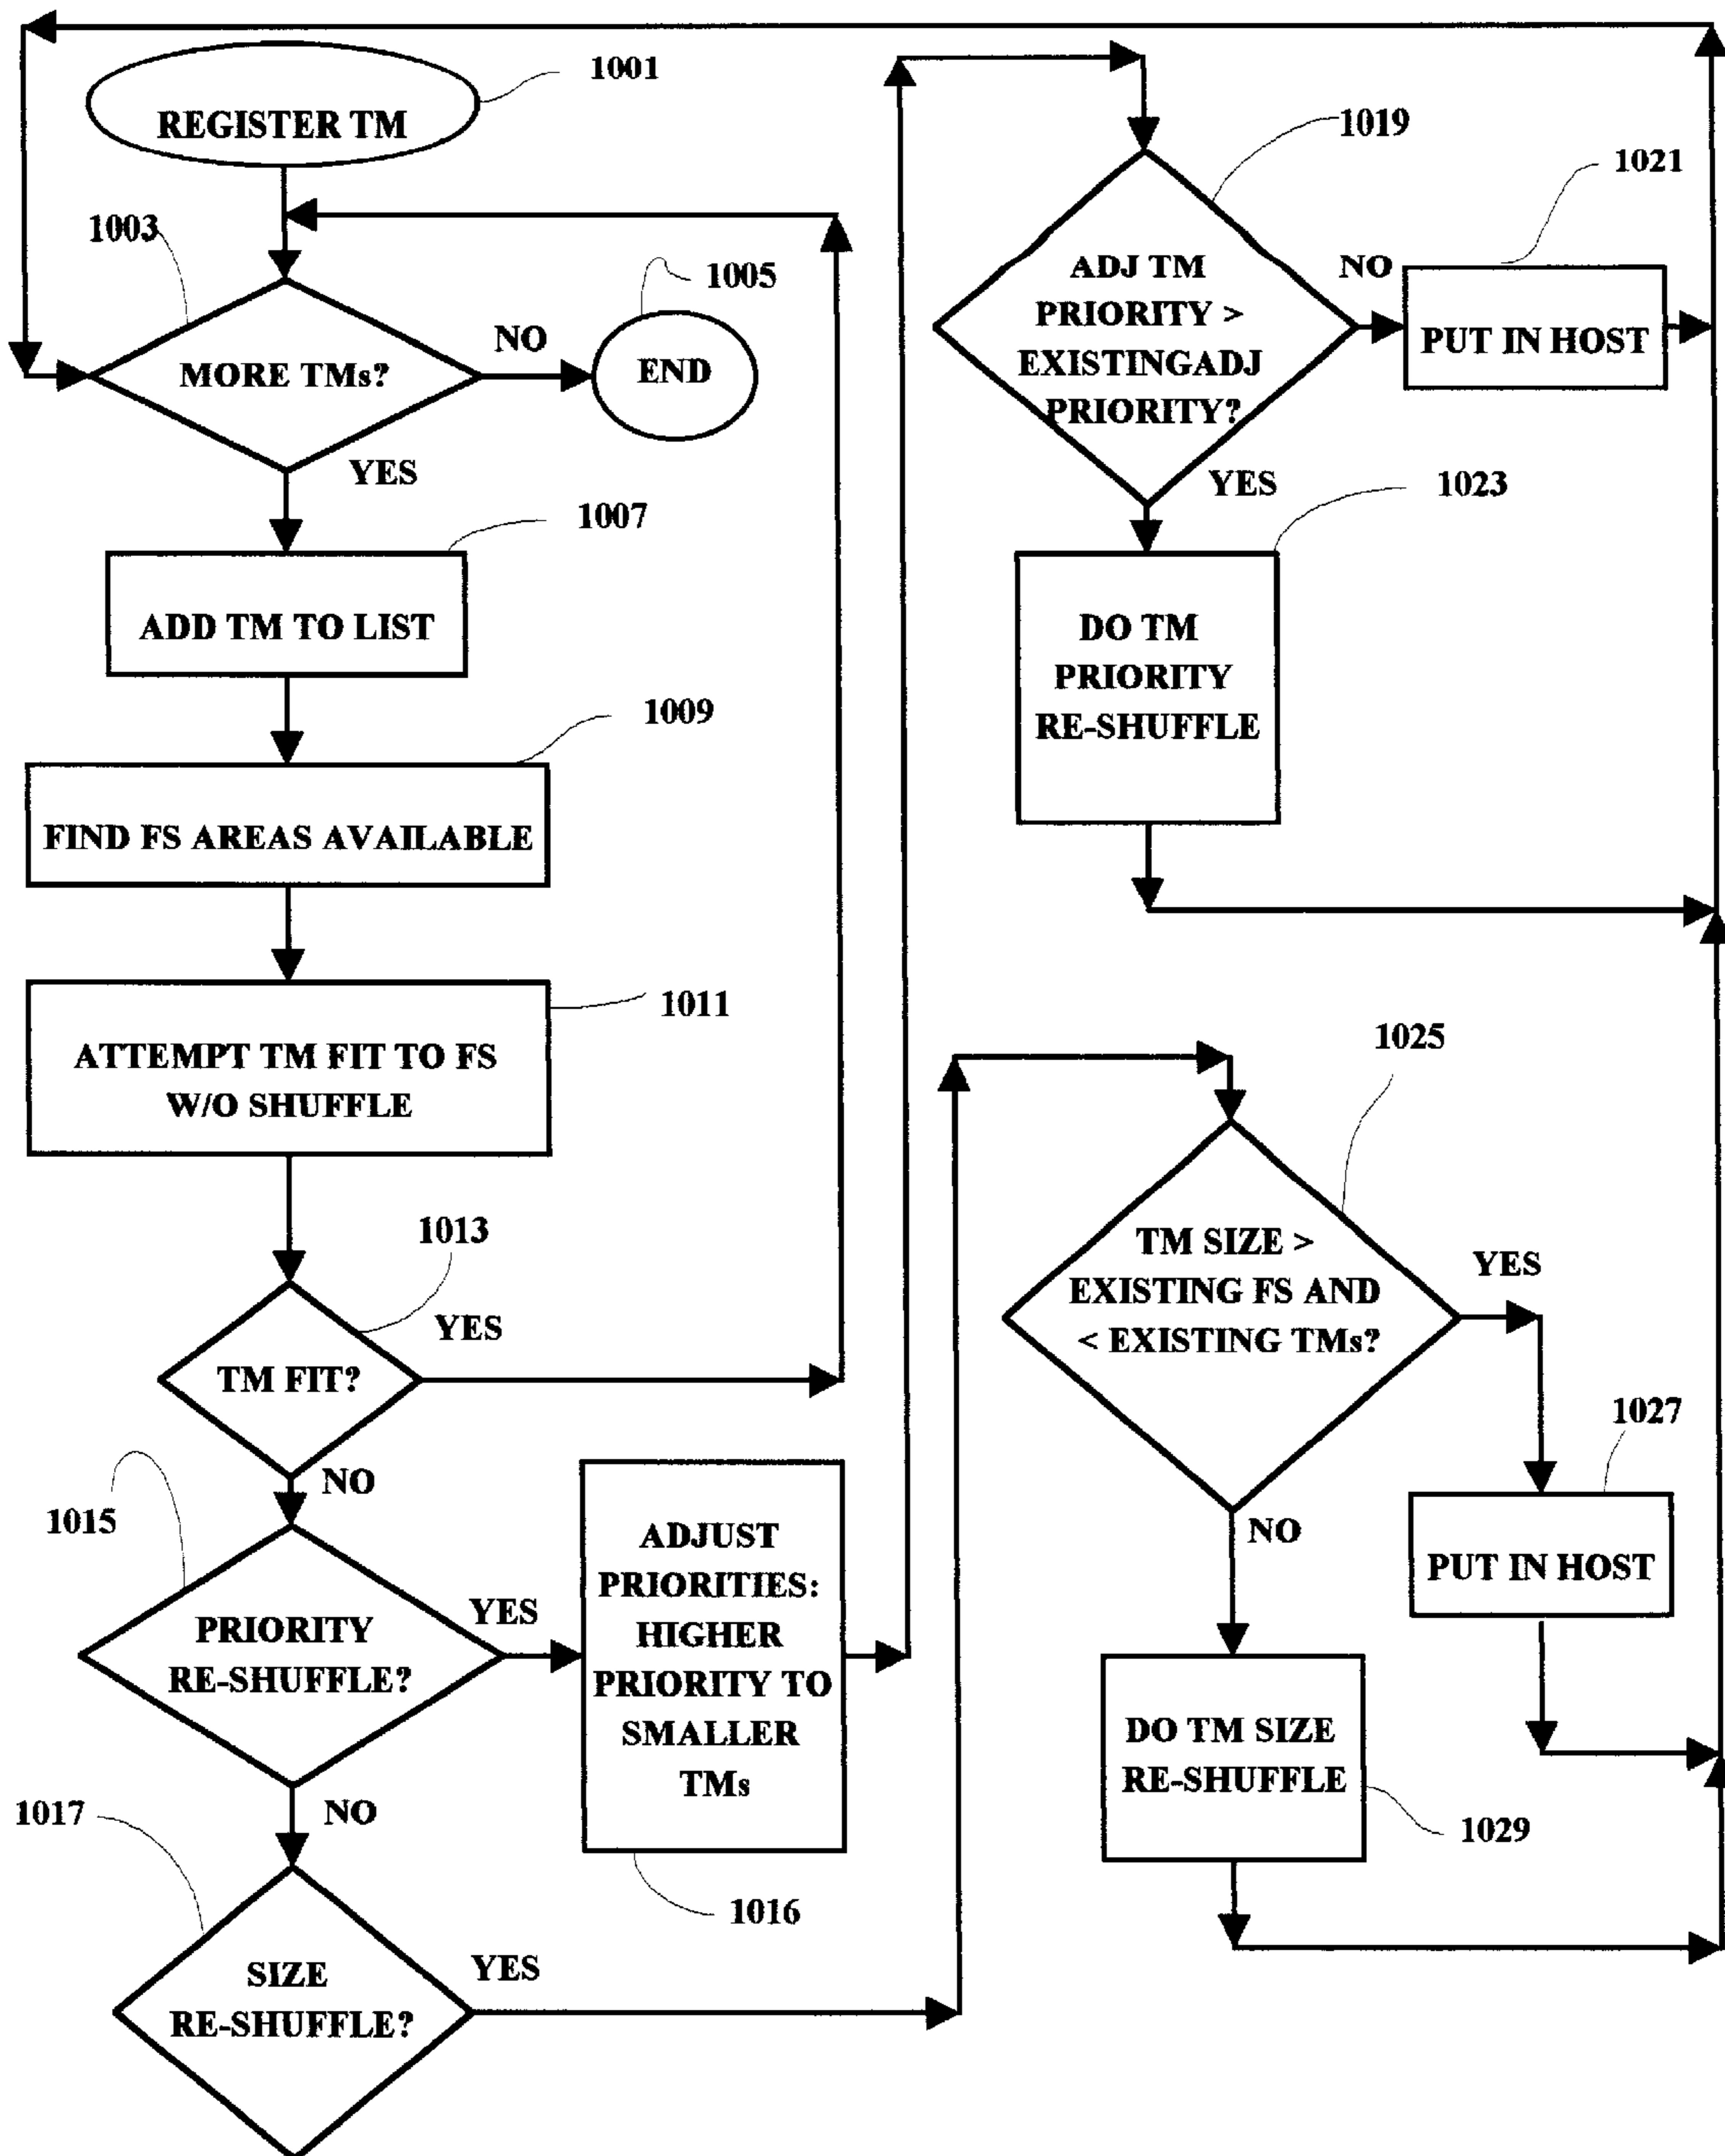 1001
REGISTER TM
1003
MORE TMs?
NO
1005
END
YES
1007
ADD TM TO LIST
1009
FIND FS AREAS AVAILABLE
1011
ATTEMPT TM FIT TO FS
W/O SHUFFLE
1013
YES
TM FIT?
NO
1015
PRIORITY
RE-SHUFFLE?
YES
ADJUST
PRIORITIES:
HIGHER
PRIORITY TO
SMALLER
TMs
1016
NO
1017
SIZE
RE-SHUFFLE?
YES
1019
ADJ TM
PRIORITY >
EXISTINGADJ
PRIORITY?
NO
1021
PUT IN HOST
YES
1023
DO TM
PRIORITY
RE-SHUFFLE
1025
TM SIZE >
EXISTING FS AND
< EXISTING TMs?
YES
1027
PUT IN HOST
NO
DO TM SIZE
RE-SHUFFLE
1029